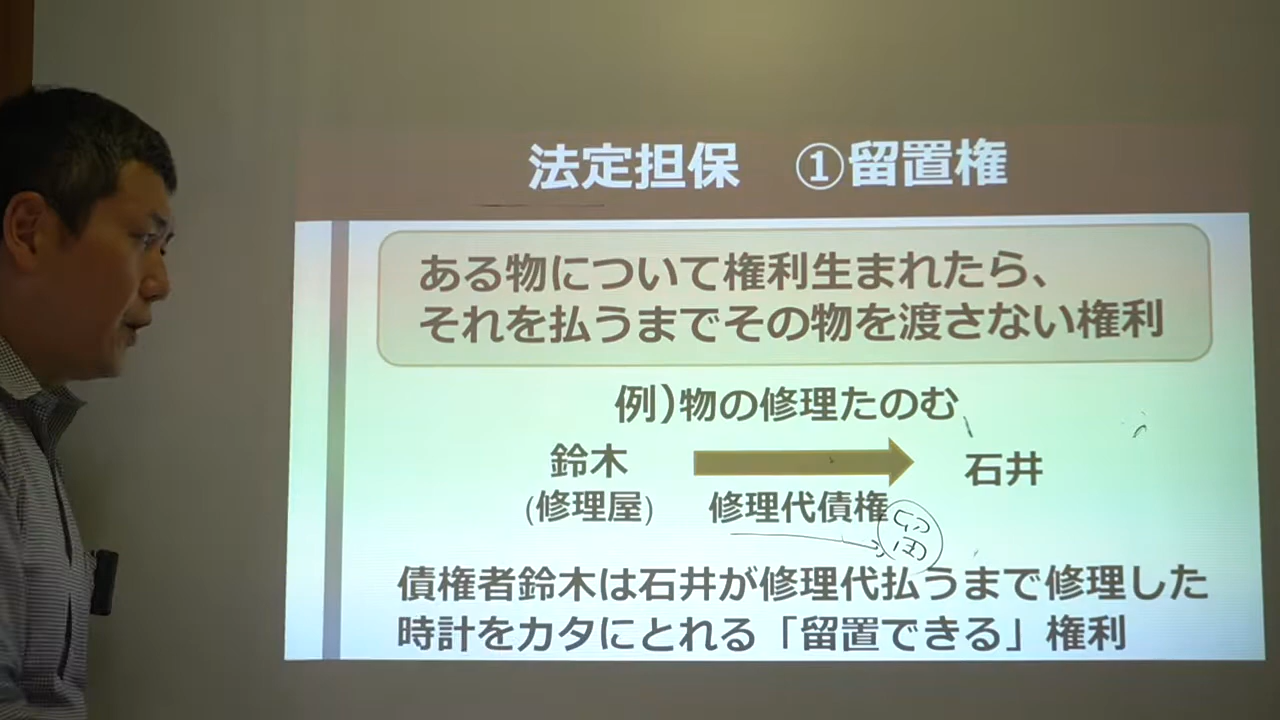 法定担保 ①留置権
ある物について権利生まれたら、
それを払うまでその物を渡さない権利
例)物の修理たのむ
鈴木
石井
(修理屋)
修理代債権
留
債権者鈴木は石井が修理代払うまで修理した
時計をカタにとれる「留置できる」権利